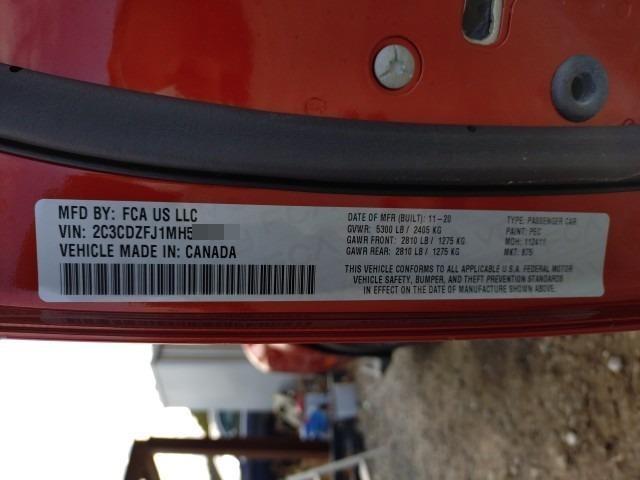 MFD BY: FCA US LLC
VIN: 2C3CDZFJ1MH5
VEHICLE MADE IN: CANADA
DATE OF MFR (BUILT): 11-20
GVWR: 5300 LB / 2405 KG
GAWR FRONT: 2810 LB / 1275 KG
GAWR REAR: 2810 LB / 1275 KG
TYPE: PASSENGER CAR
PAINT: PEC
MDH: 112411
MKT: 875
THIS VEHICLE CONFORMS TO ALL APPLICABLE U.S.A. FEDERAL MOTOR
VEHICLE SAFETY, BUMPER, AND THEFT PREVENTION STANDARDS
IN EFFECT ON THE DATE OF MANUFACTURE SHOWN ABOVE.